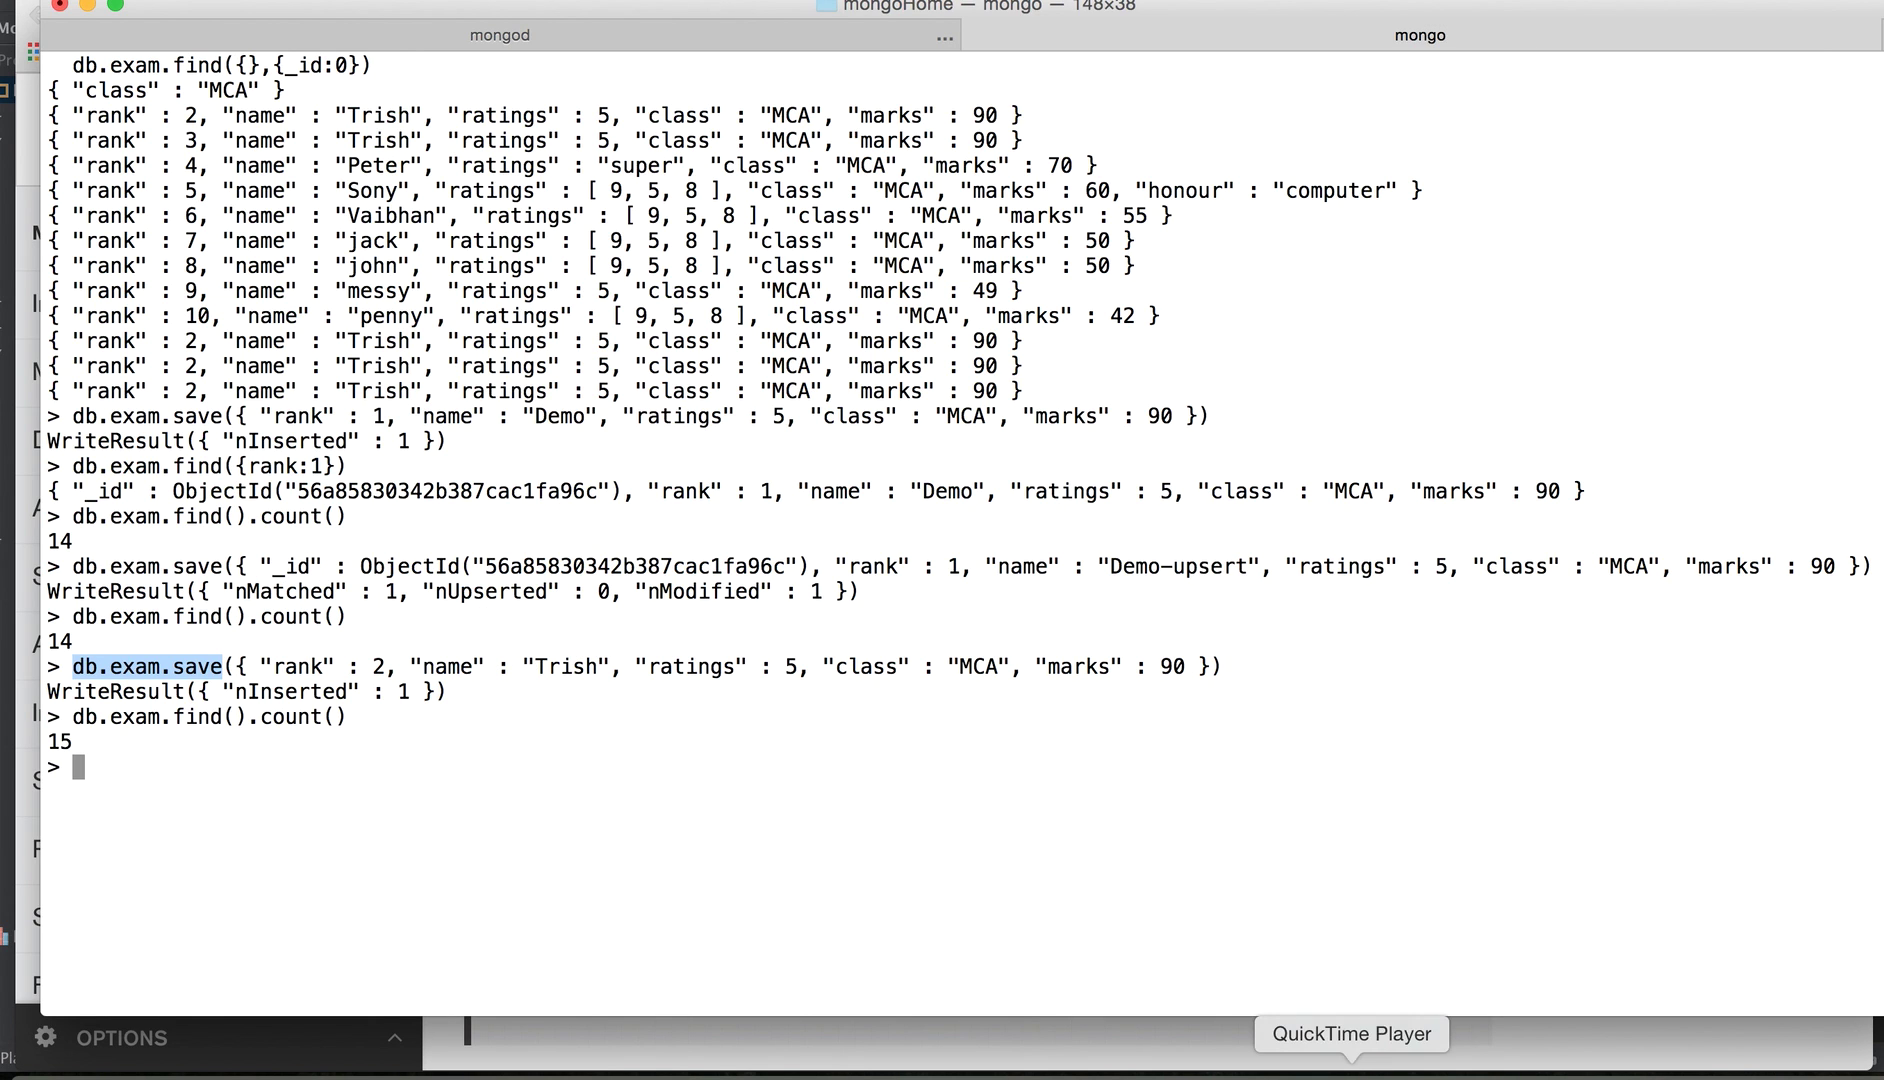 mongoHome — mongo — 148×38
mongod
...
mongo
db.exam.find({},{_id:0})
{ "class" : "MCA" }
{ "rank" : 2, "name" : "Trish", "ratings" : 5, "class" : "MCA", "marks" : 90 }
{ "rank" : 3, "name" : "Trish", "ratings" : 5, "class" : "MCA", "marks" : 90 }
{ "rank" : 4, "name" : "Peter", "ratings" : "super", "class" : "MCA", "marks" : 70 }
{ "rank" : 5, "name" : "Sony", "ratings" : [ 9, 5, 8 ], "class" : "MCA", "marks" : 60, "honour" : "computer" }
{ "rank" : 6, "name" : "Vaibhan", "ratings" : [ 9, 5, 8 ], "class" : "MCA", "marks" : 55 }
{ "rank" : 7, "name" : "jack", "ratings" : [ 9, 5, 8 ], "class" : "MCA", "marks" : 50 }
{ "rank" : 8, "name" : "john", "ratings" : [ 9, 5, 8 ], "class" : "MCA", "marks" : 50 }
{ "rank" : 9, "name" : "messy", "ratings" : 5, "class" : "MCA", "marks" : 49 }
{ "rank" : 10, "name" : "penny", "ratings" : [ 9, 5, 8 ], "class" : "MCA", "marks" : 42 }
{ "rank" : 2, "name" : "Trish", "ratings" : 5, "class" : "MCA", "marks" : 90 }
{ "rank" : 2, "name" : "Trish", "ratings" : 5, "class" : "MCA", "marks" : 90 }
{ "rank" : 2, "name" : "Trish", "ratings" : 5, "class" : "MCA", "marks" : 90 }
> db.exam.save({ "rank" : 1, "name" : "Demo", "ratings" : 5, "class" : "MCA", "marks" : 90 })
WriteResult({ "nInserted" : 1 })
> db.exam.find({rank:1})
{ "_id" : ObjectId("56a85830342b387cac1fa96c"), "rank" : 1, "name" : "Demo", "ratings" : 5, "class" : "MCA", "marks" : 90 }
> db.exam.find().count()
14
> db.exam.save({ "_id" : ObjectId("56a85830342b387cac1fa96c"), "rank" : 1, "name" : "Demo-upsert", "ratings" : 5, "class" : "MCA", "marks" : 90 })
WriteResult({ "nMatched" : 1, "nUpserted" : 0, "nModified" : 1 })
> db.exam.find().count()
14
> db.exam.save({ "rank" : 2, "name" : "Trish", "ratings" : 5, "class" : "MCA", "marks" : 90 })
WriteResult({ "nInserted" : 1 })
> db.exam.find().count()
15
>
OPTIONS
QuickTime Player